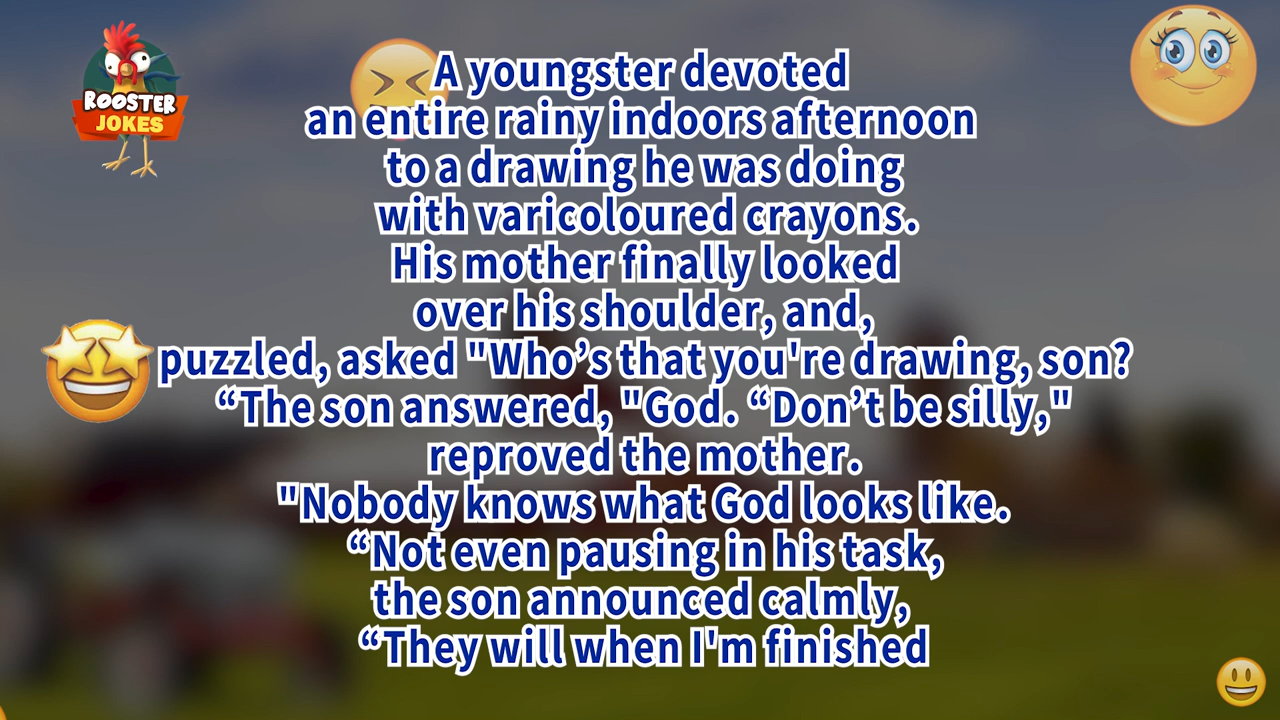 ROOSTER
JOKES
A youngster devoted
an entire rainy indoors afternoon
to a drawing he was doing
with varicoloured crayons.
His mother finally looked
over his shoulder, and,
puzzled, asked "Who’s that you're drawing, son?
“The son answered, "God. “Don’t be silly,"
reproved the mother.
"Nobody knows what God looks like.
“Not even pausing in his task,
the son announced calmly,
“They will when I'm finished